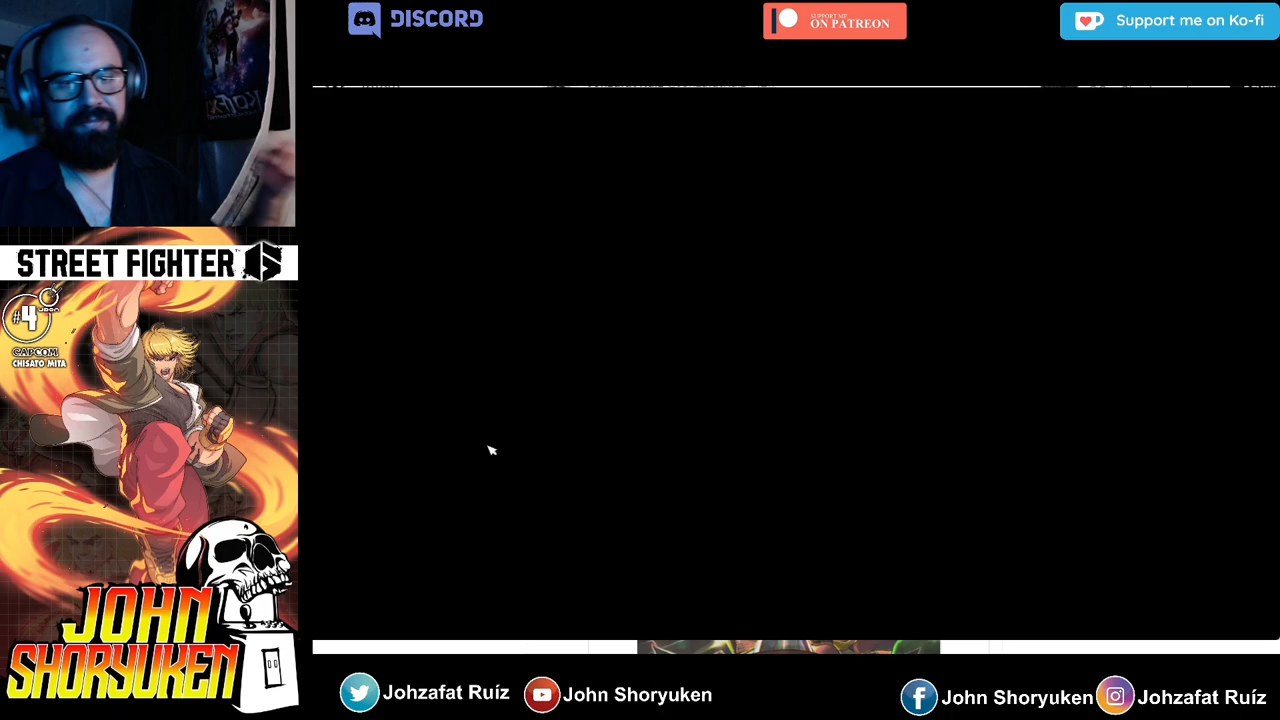 DISCORD
SUPPORT ME
ON PATREON
Support me on Ko-fi
STREET FIGHTER 6
#4
CAPCOM
CHISATO MITA
JOHN
SHORYUKEN
Johzafat Ruíz
John Shoryuken
John Shoryuken
Johzafat Ruíz